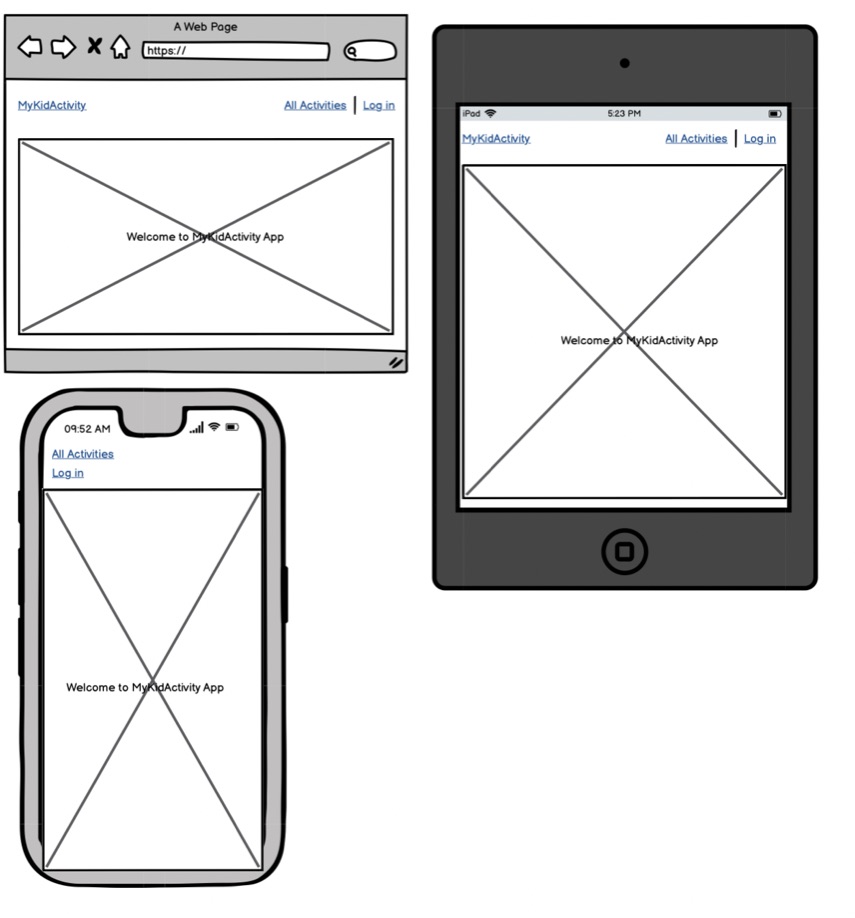 A Web Page
https://
MyKidActivity All Activities Log in
Welcome to MyKidActivity App
iPad 5:23 PM
MyKidActivity All Activities Log in
Welcome to MyKidActivity App
09:52 AM
All Activities
Log in
Welcome to MyKidActivity App